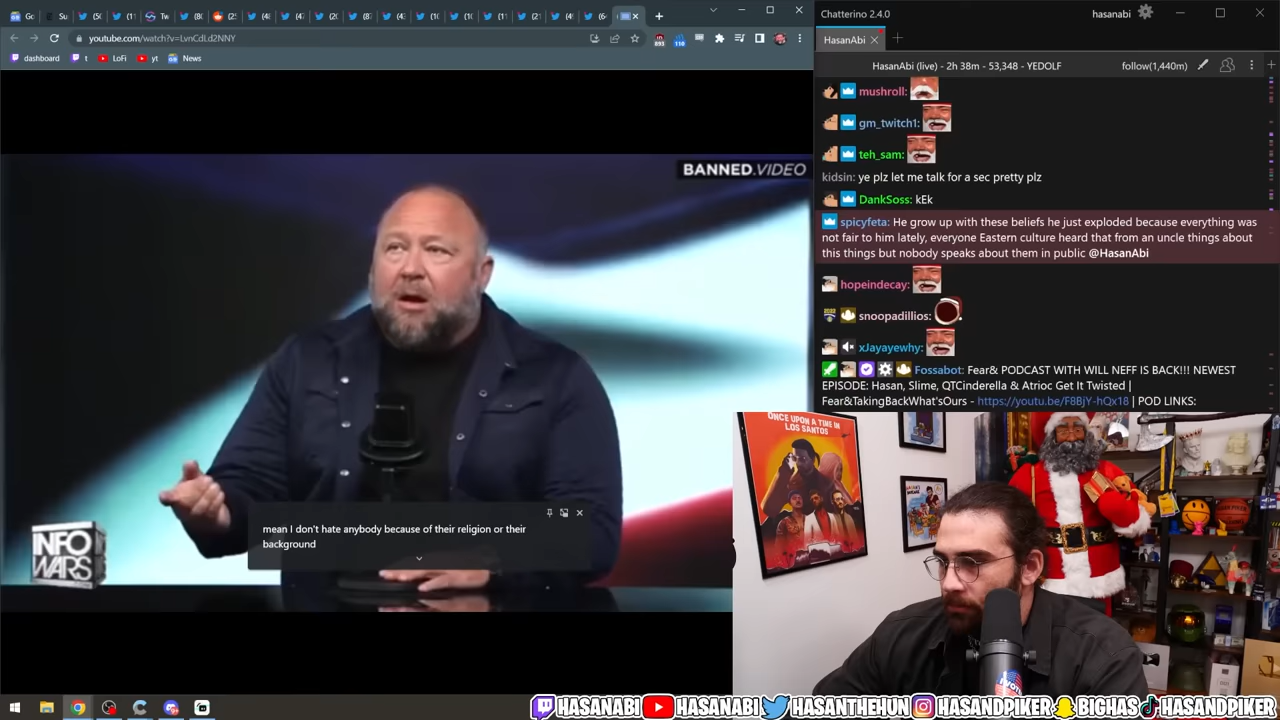 youtube.com/watch?v=LvnCdLd2NNY
893
110
dashboard
t
LoFi
yt
News
BANNED.VIDEO
INFO
WARS
mean I don't hate anybody because of their religion or their
background
Chatterino 2.4.0
hasanabi
HasanAbi
HasanAbi (live) - 2h 38m - 53,348 - YEDOLF
follow(1,440m)
mushroll:
gm_twitch1:
teh_sam:
kidsin: ye plz let me talk for a sec pretty plz
DankSoss: kEk
spicyfeta: He grow up with these beliefs he just exploded because everything was
not fair to him lately, everyone Eastern culture heard that from an uncle things about
this things but nobody speaks about them in public @HasanAbi
hopeindecay:
snoopadillios:
xJayayewhy:
Fossabot: Fear& PODCAST WITH WILL NEFF IS BACK!!! NEWEST
EPISODE: Hasan, Slime, QTCinderella & Atrioc Get It Twisted |
Fear&TakingBackWhat'sOurs - https://youtu.be/F8BjY-hQx18 | POD LINKS:
ONCE UPON A TIME IN
LOS SANTOS
HASANABI
HASANABI
HASANTHEHUN
HASANDPIKER
BIGHAS
HASANDPIKER